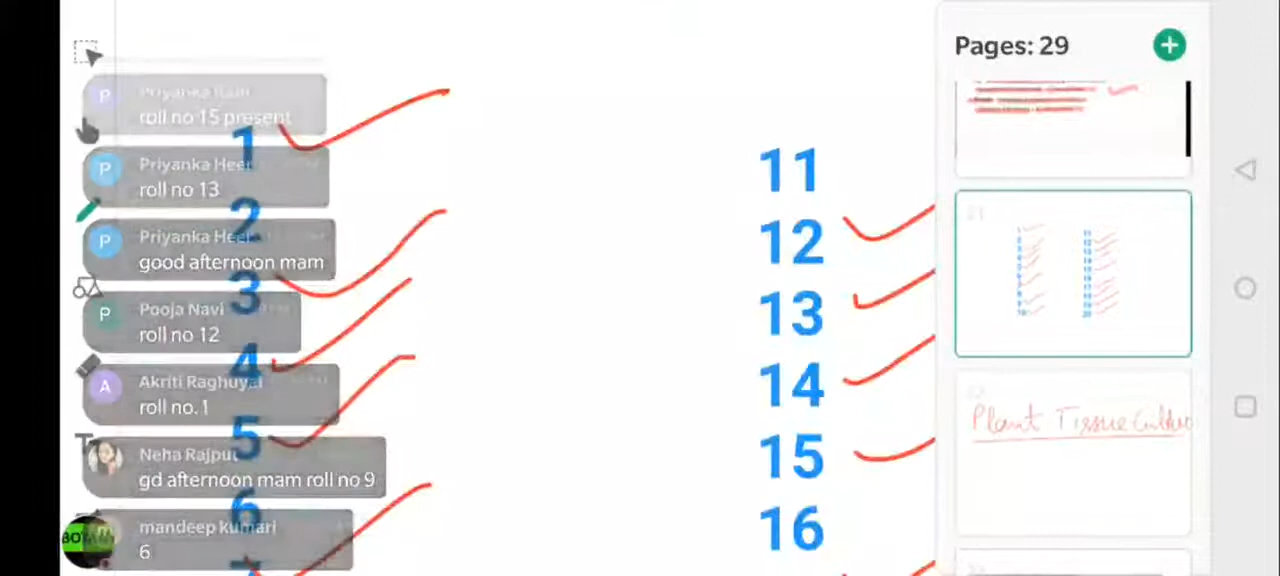 Pages: 29
Priyanka Rani
roll no 15 present
1
Priyanka Heer
roll no 13
2
Priyanka Heer
good afternoon mam
3
Pooja Navi
roll no 12
4
Akriti Raghuval
roll no. 1
5
Neha Rajput
gd afternoon mam roll no 9
6
mandeep kumari
6
11
12
13
14
15
16
Plant Tissue Culture